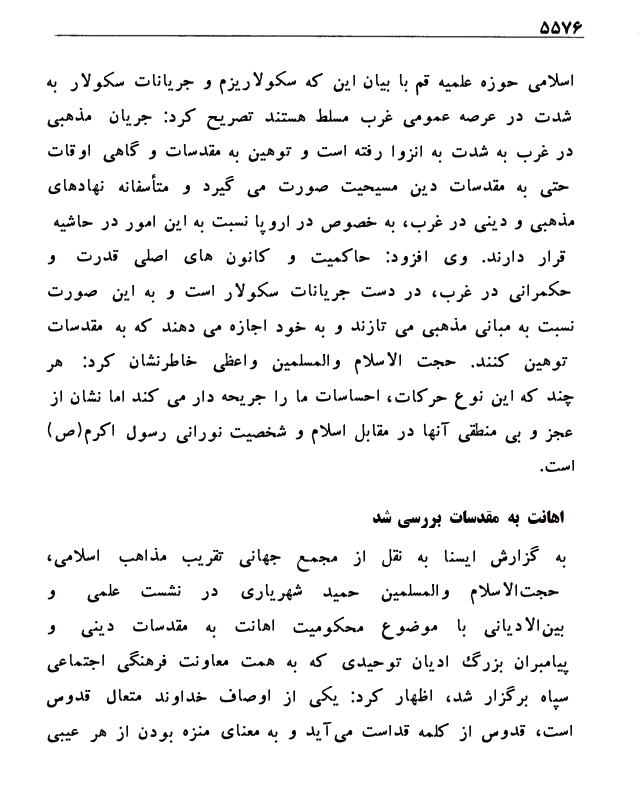 ۵۵۷۶
اسلامی حوزه علمیه قم با بیان این که سکولاریزم و جریانات سکولار به
شدت در عرصه عمومی غرب مسلط هستند تصریح کرد: جریان مذهبی
در غرب به شدت به انزوا رفته است و توهین به مقدسات و گاهی اوقات
حتی به مقدسات دین مسیحیت صورت می گیرد و متأسفانه نهادهای
مذهبی و دینی در غرب، به خصوص در اروپا نسبت به این امور در حاشیه
قرار دارند. وی افزود: حاکمیت و کانون های اصلی قدرت و
حکمرانی در غرب، در دست جریانات سکولار است و به این صورت
نسبت به مبانی مذهبی می تازند و به خود اجازه می دهند که به مقدسات
توهین کنند. حجت الاسلام والمسلمین واعظی خاطرنشان کرد: هر
چند که این نوع حرکات، احساسات ما را جریحه دار می کند اما نشان از
عجز و بی منطقی آنها در مقابل اسلام و شخصیت نورانی رسول اکرم(ص)
است.
اهانت به مقدسات بررسی شد
به گزارش ایسنا به نقل از مجمع جهانی تقریب مذاهب اسلامی،
حجت‌الاسلام والمسلمین حمید شهریاری در نشست علمی و
بین‌الادیانی با موضوع محکومیت اهانت به مقدسات دینی و
پیامبران بزرگ ادیان توحیدی که به همت معاونت فرهنگی اجتماعی
سپاه برگزار شد، اظهار کرد: یکی از اوصاف خداوند متعال قدوس
است، قدوس از کلمه قداست می‌آید و به معنای منزه بودن از هر عیبی